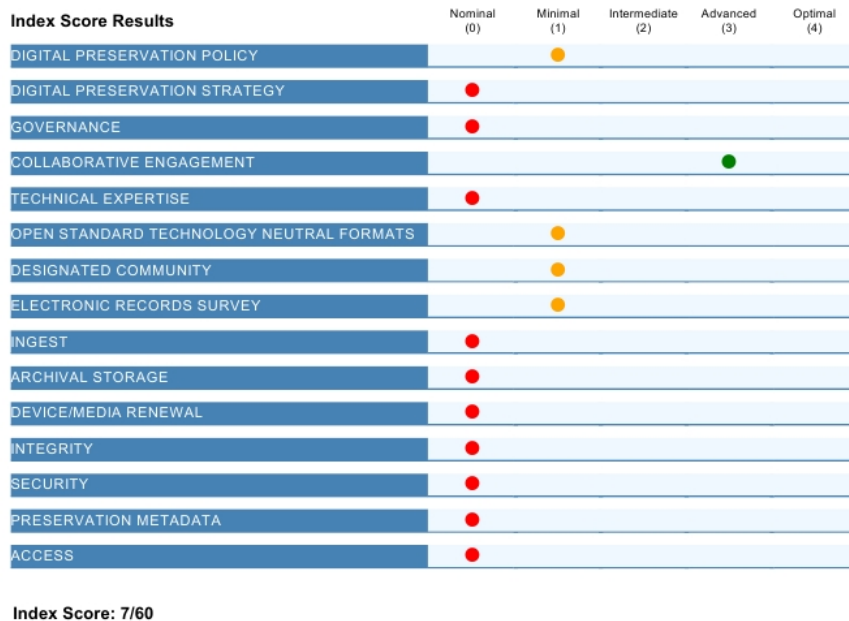 Index Score Results
Nominal (0) Minimal (1) Intermediate (2) Advanced (3) Optimal (4)
DIGITAL PRESERVATION POLICY
DIGITAL PRESERVATION STRATEGY
GOVERNANCE
COLLABORATIVE ENGAGEMENT
TECHNICAL EXPERTISE
OPEN STANDARD TECHNOLOGY NEUTRAL FORMATS
DESIGNATED COMMUNITY
ELECTRONIC RECORDS SURVEY
INGEST
ARCHIVAL STORAGE
DEVICE/MEDIA RENEWAL
INTEGRITY
SECURITY
PRESERVATION METADATA
ACCESS
Index Score: 7/60